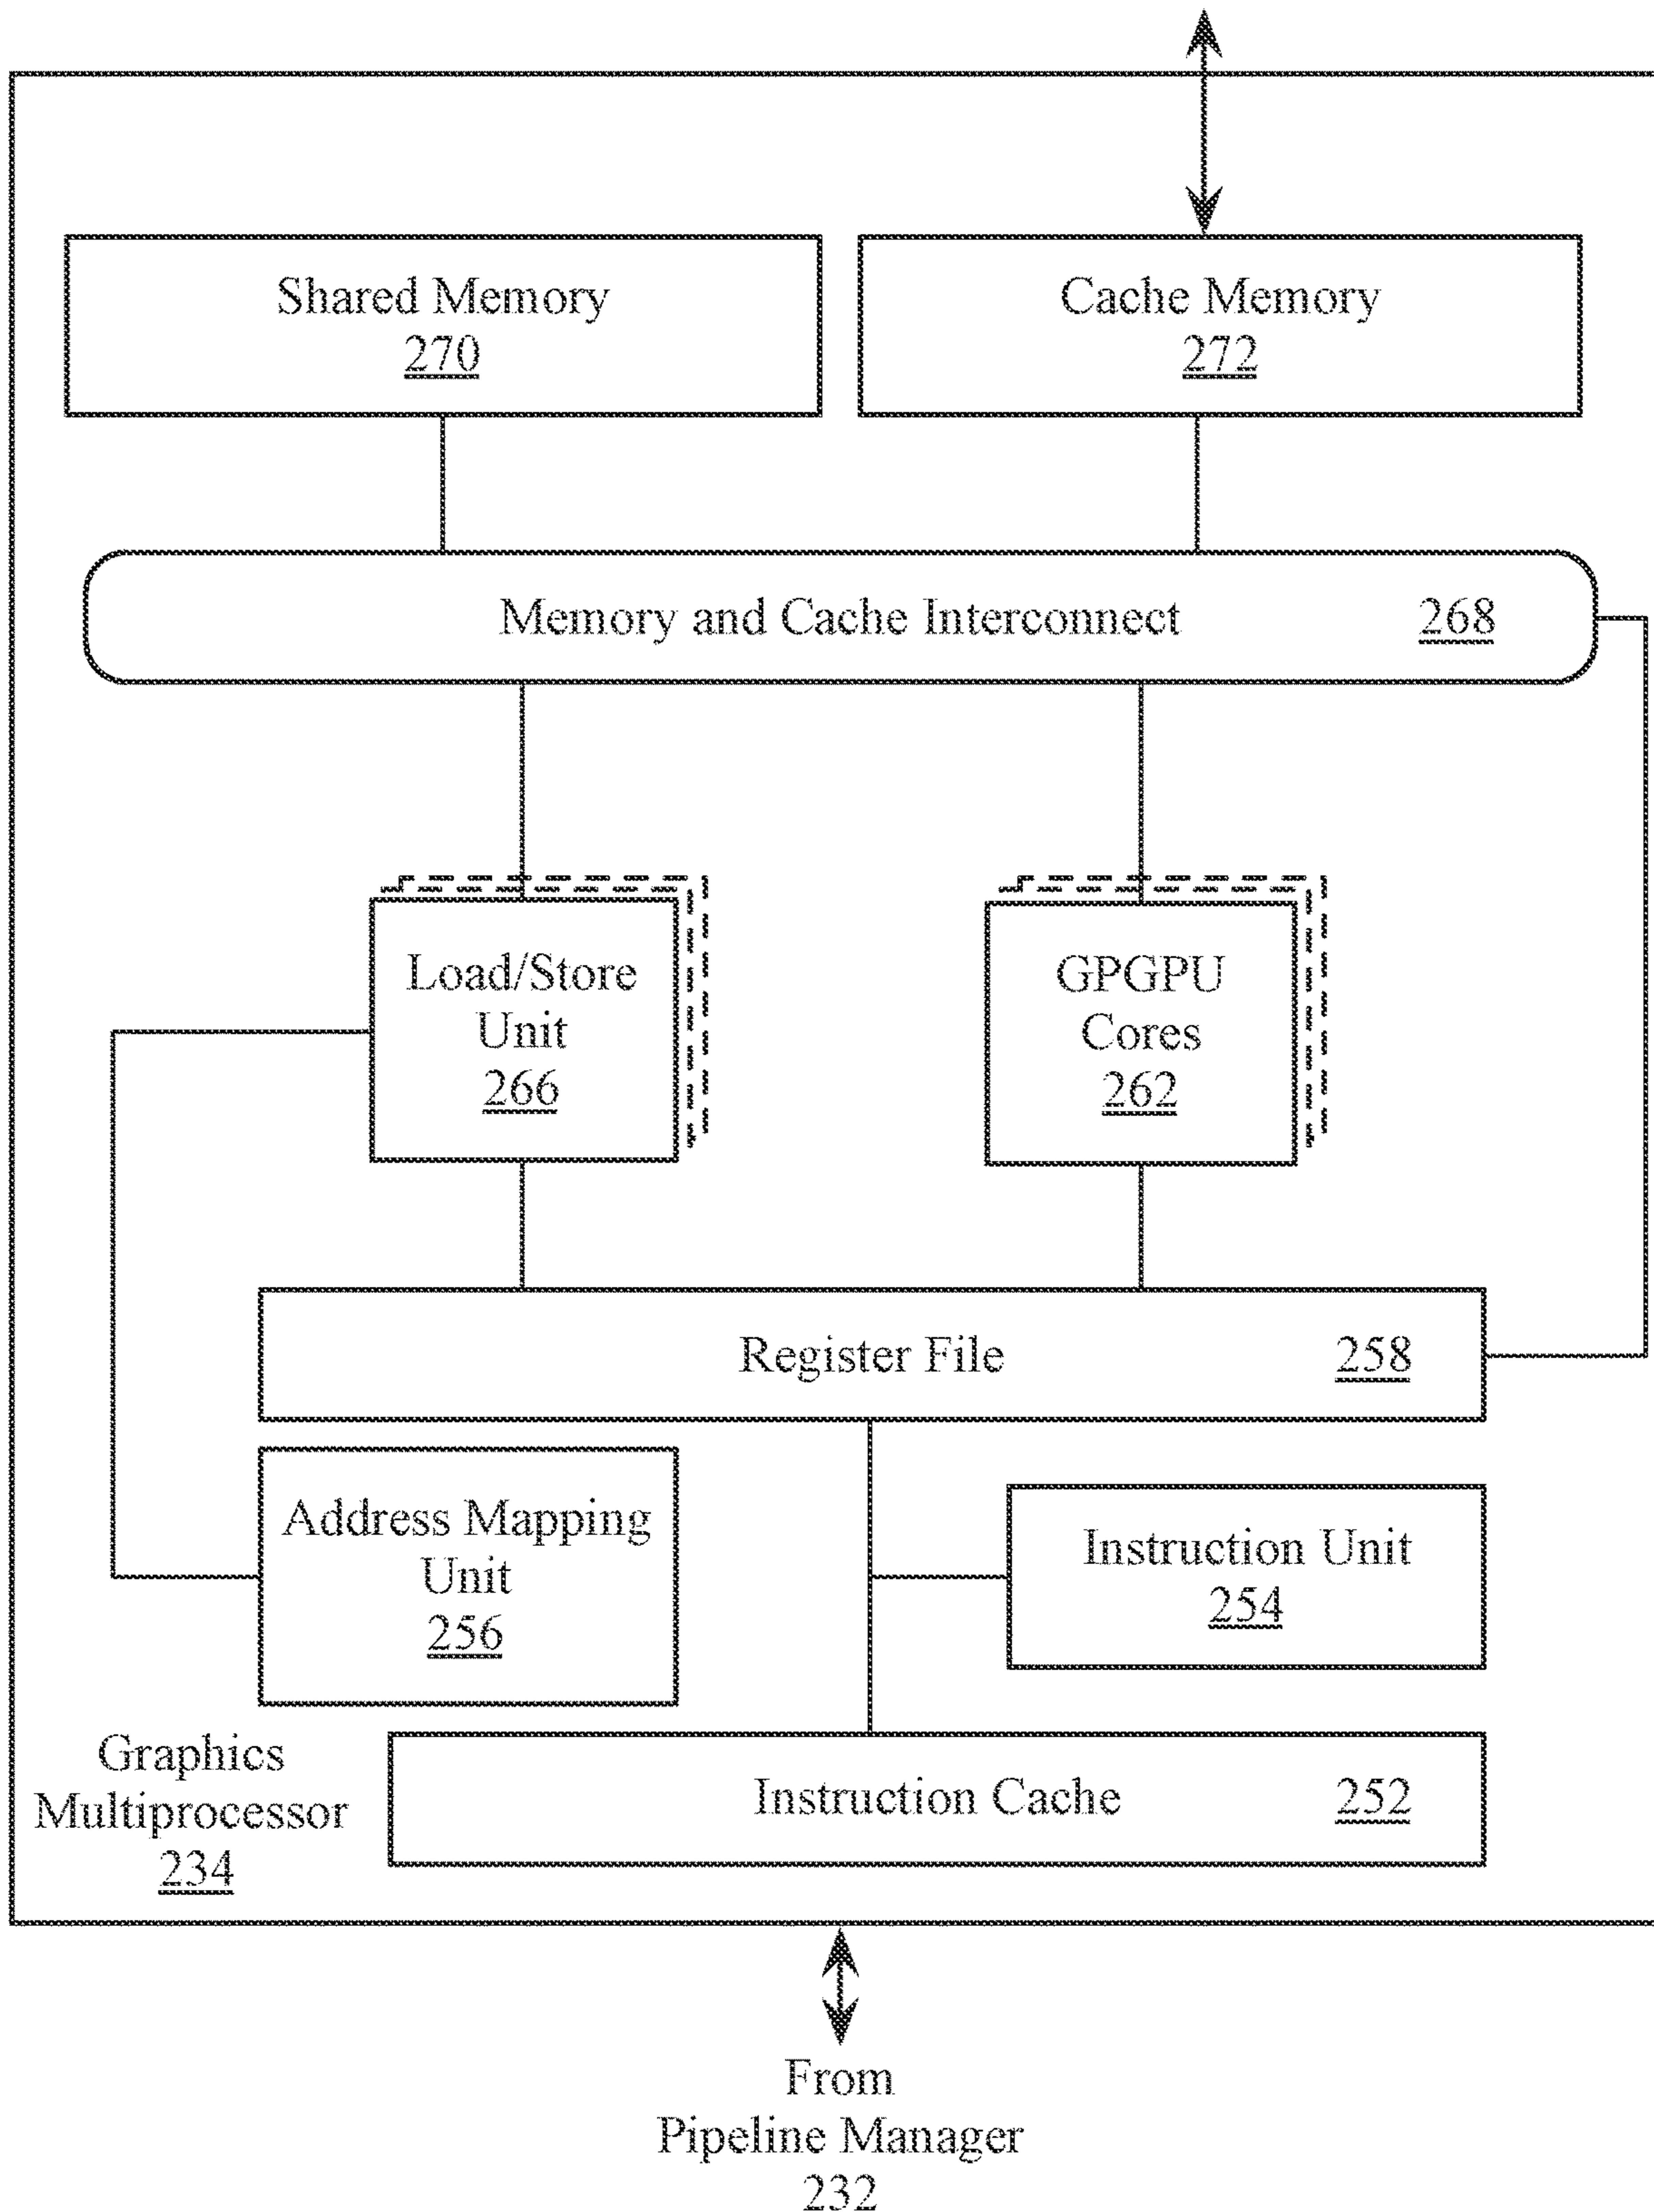 Shared Memory
270
Cache Memory
272
Memory and Cache Interconnect 268
Load/Store
Unit
266
GPGPU
Cores
262
Register File 258
Address Mapping
Unit
256
Instruction Unit
254
Graphics
Multiprocessor
234
Instruction Cache 252
From
Pipeline Manager
232